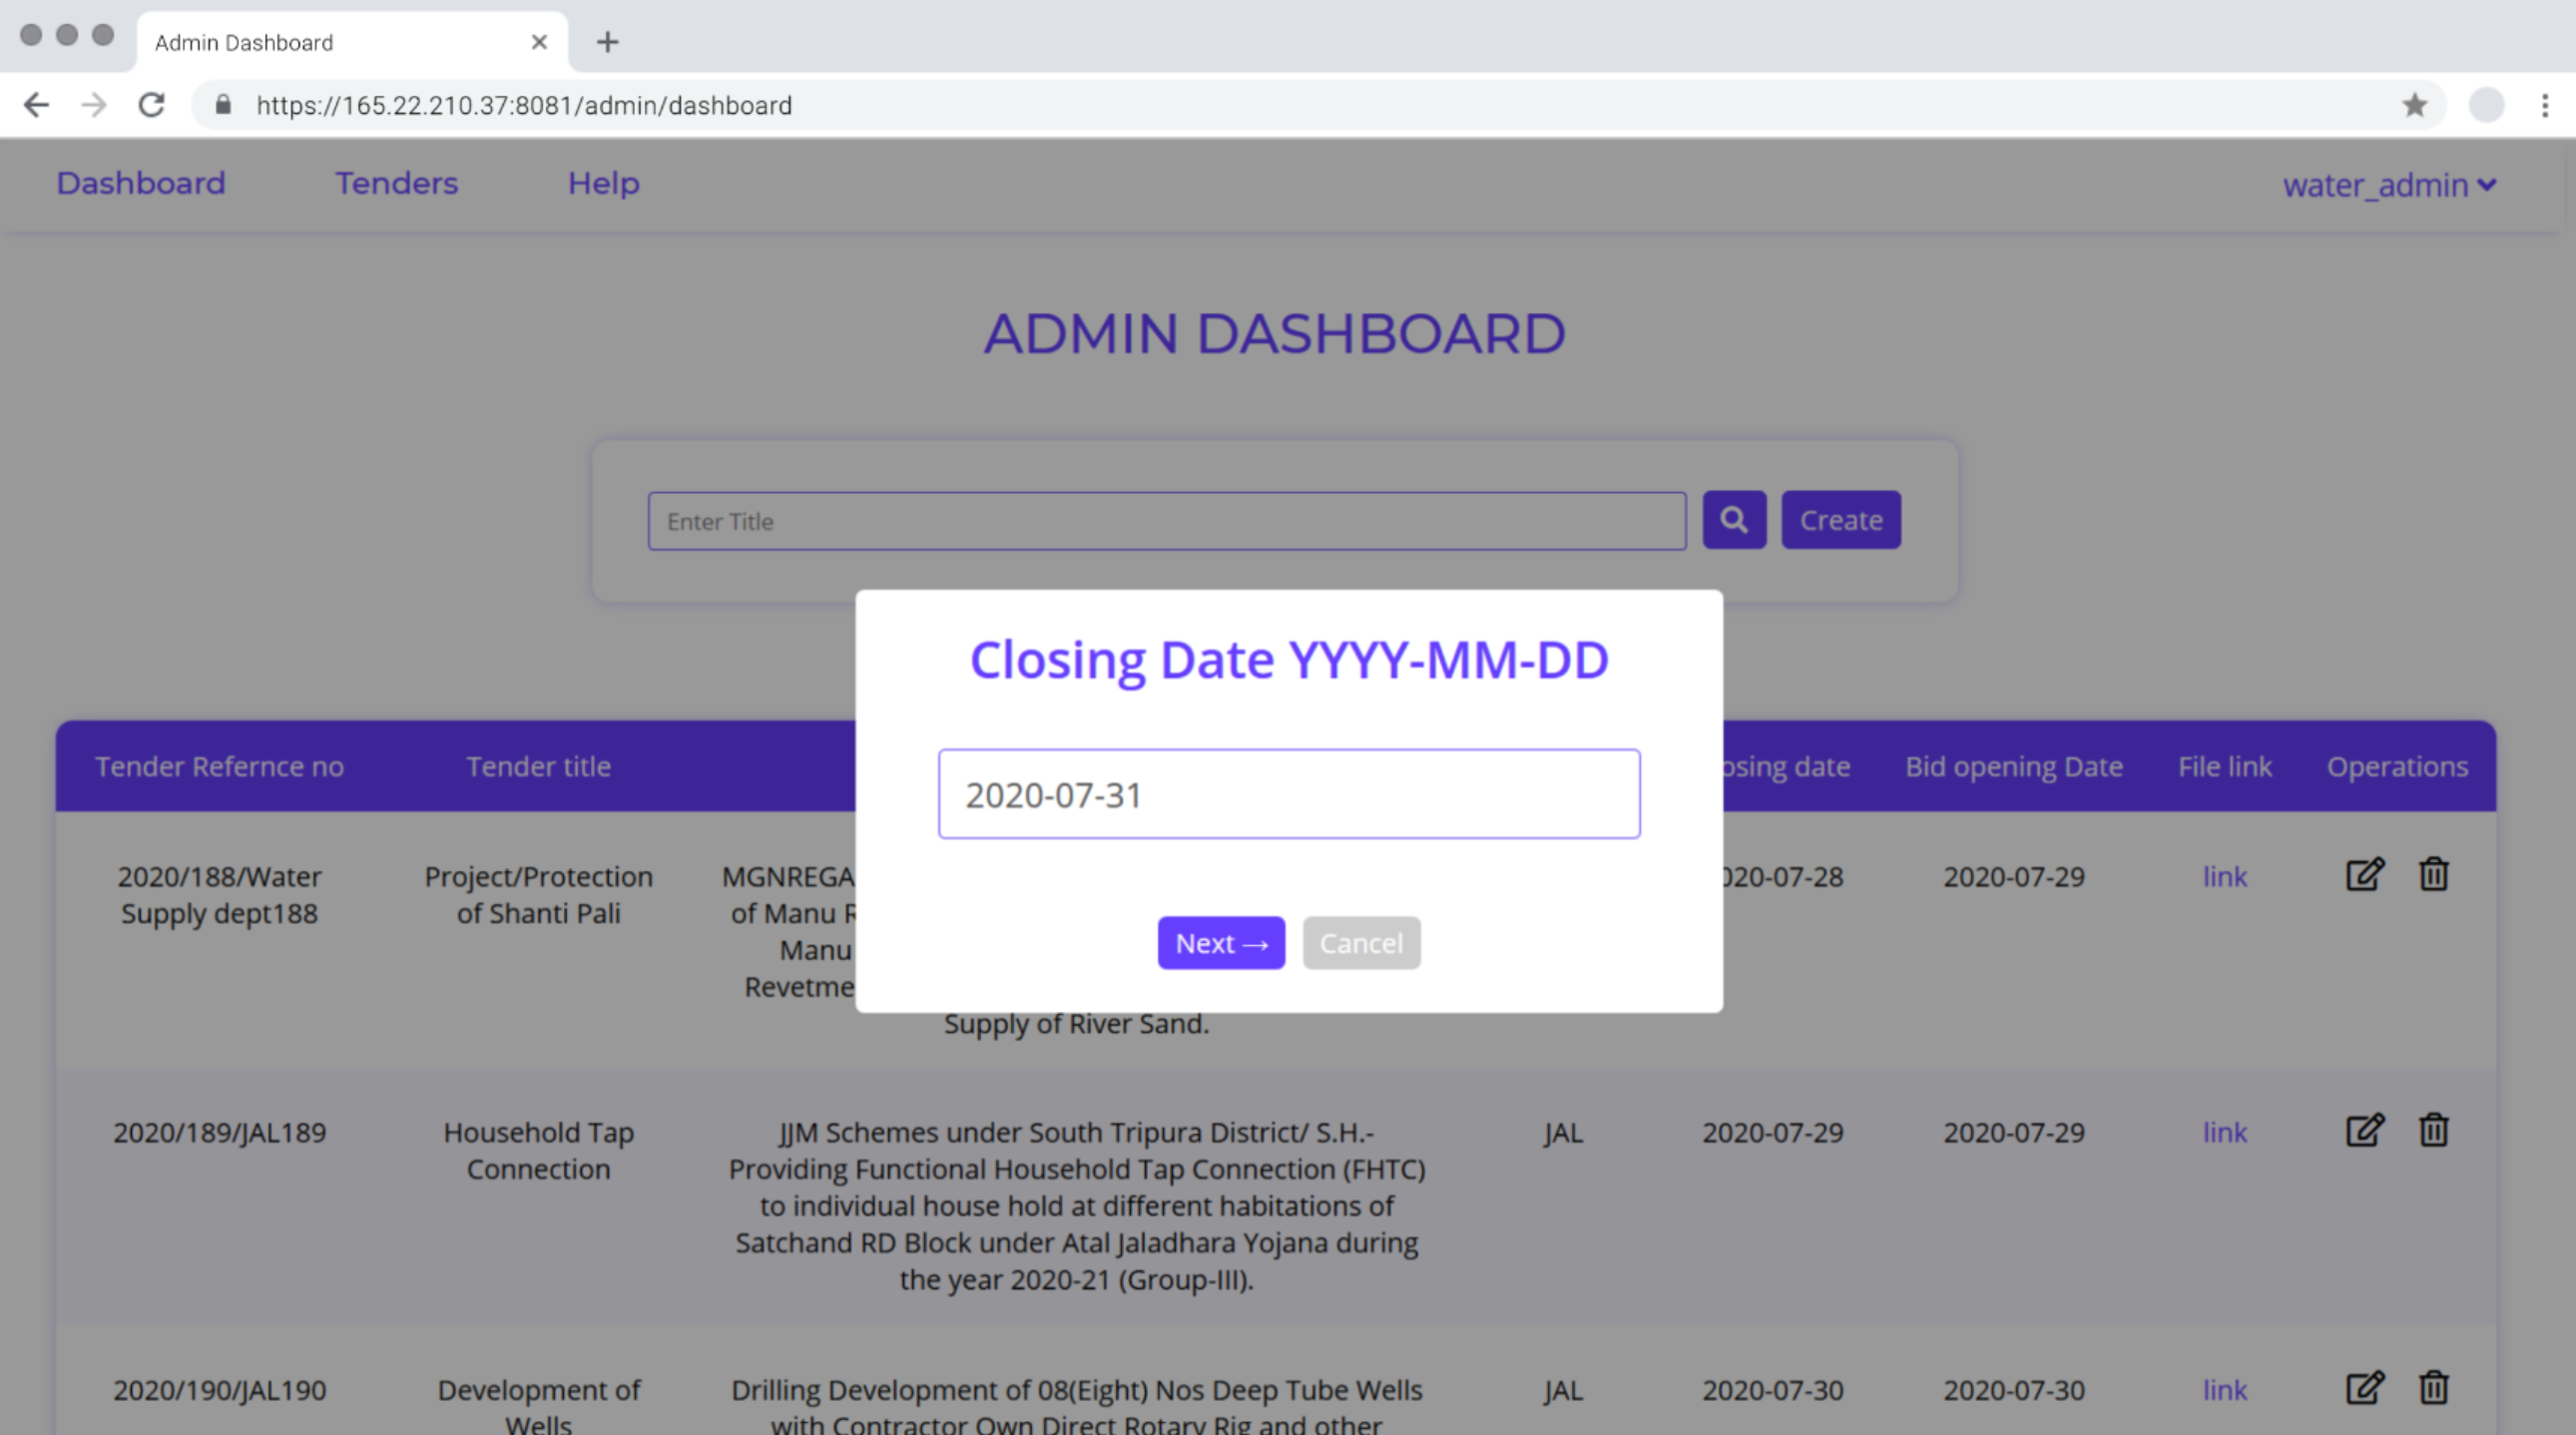 Admin Dashboard
https://165.22.210.37:8081/admin/dashboard
Dashboard Tenders Help water_admin
ADMIN DASHBOARD
Enter Title Create
Closing Date YYYY-MM-DD
2020-07-31
Next → Cancel
Tender Refernce no Tender title osing date Bid opening Date File link Operations
2020/188/Water Project/Protection MGNREGA 020-07-28 2020-07-29 link
Supply dept188 of Shanti Pali of Manu
Manu
Revetme
Supply of River Sand.
2020/189/JAL189 Household Tap JJM Schemes under South Tripura District/ S.H.- JAL 2020-07-29 2020-07-29 link
Connection Providing Functional Household Tap Connection (FHTC)
to individual house hold at different habitations of
Satchand RD Block under Atal Jaladhara Yojana during
the year 2020-21 (Group-III).
2020/190/JAL190 Development of Drilling Development of 08(Eight) Nos Deep Tube Wells JAL 2020-07-30 2020-07-30 link
Wells with Contractor Own Direct Rotary Rig and other